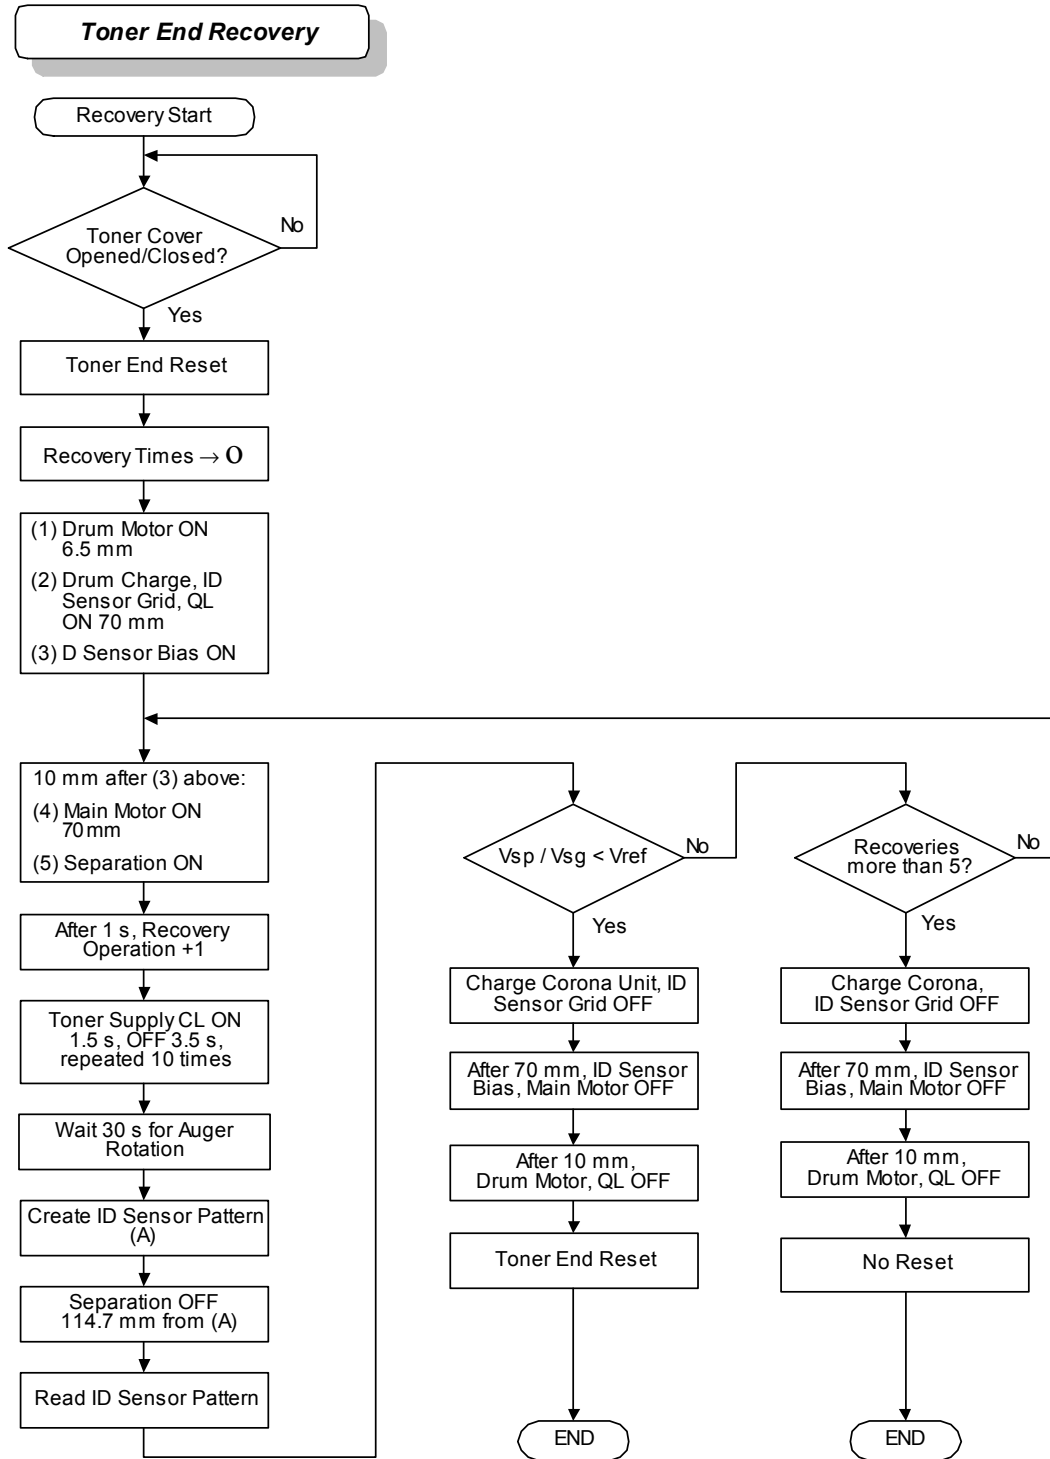 Toner End Recovery
Recovery Start
Toner Cover
Opened/Closed?
No
Yes
Toner End Reset
Recovery Times → O
(1) Drum Motor ON
6.5 mm
(2) Drum Charge, ID
Sensor Grid, QL
ON 70 mm
(3) D Sensor Bias ON
10 mm after (3) above:
(4) Main Motor ON
70 mm
(5) Separation ON
After 1 s, Recovery
Operation +1
Toner Supply CL ON
1.5 s, OFF 3.5 s,
repeated 10 times
Wait 30 s for Auger
Rotation
Create ID Sensor Pattern
(A)
Separation OFF
114.7 mm from (A)
Read ID Sensor Pattern
Vsp / Vsg < Vref
No
Yes
Charge Corona Unit, ID
Sensor Grid OFF
After 70 mm, ID Sensor
Bias, Main Motor OFF
After 10 mm,
Drum Motor, QL OFF
Toner End Reset
END
Recoveries
more than 5?
No
Yes
Charge Corona,
ID Sensor Grid OFF
After 70 mm, ID Sensor
Bias, Main Motor OFF
After 10 mm,
Drum Motor, QL OFF
No Reset
END